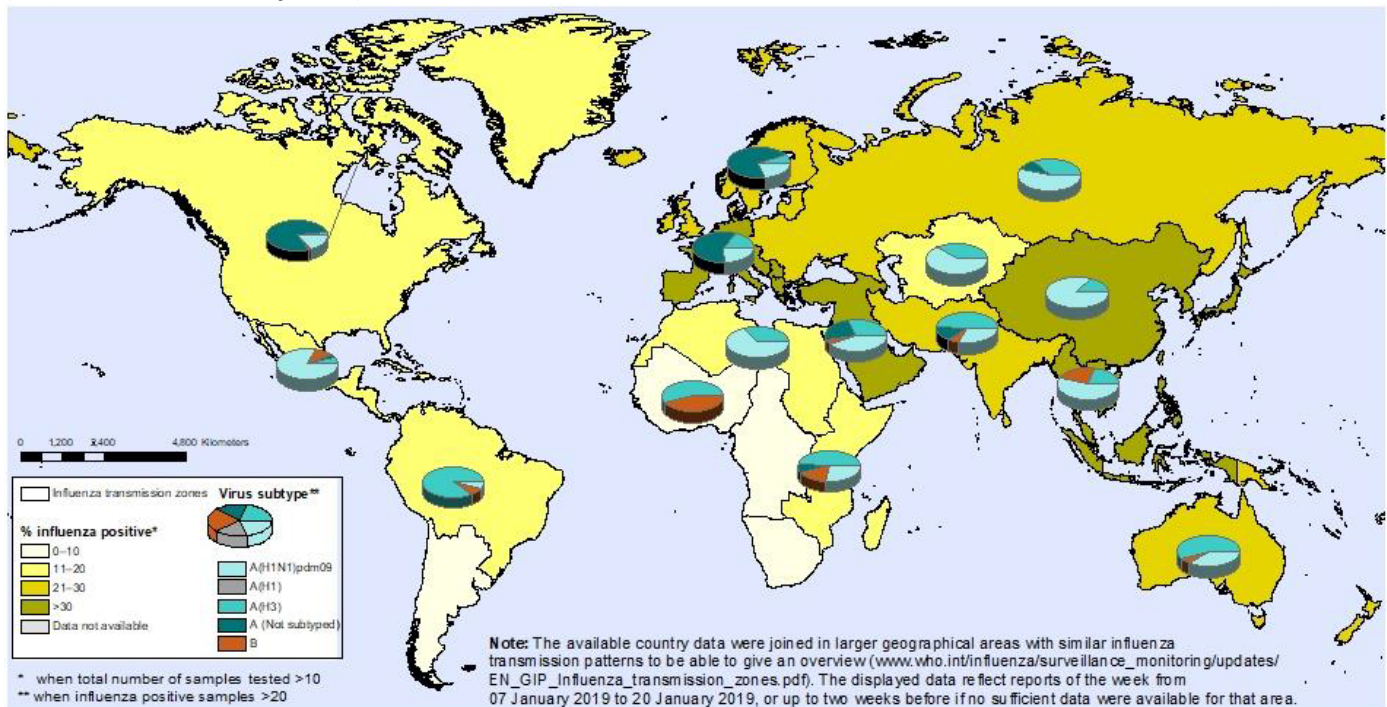 0 1,200 2,400 4,800 Kilometers
Influenza transmission zones
Virus subtype**
% influenza positive*
0–10
11–20
21–30
>30
Data not available
A(H1N1)pdm09
A(H1)
A(H3)
A (Not subtyped)
B
* when total number of samples tested >10
** when influenza positive samples >20
Note: The available country data were joined in larger geographical areas with similar influenza
transmission patterns to be able to give an overview (www.who.int/influenza/surveillance_monitoring/updates/
EN_GIP_Influenza_transmission_zones.pdf). The displayed data reflect reports of the week from
07 January 2019 to 20 January 2019, or up to two weeks before if no sufficient data were available for that area.